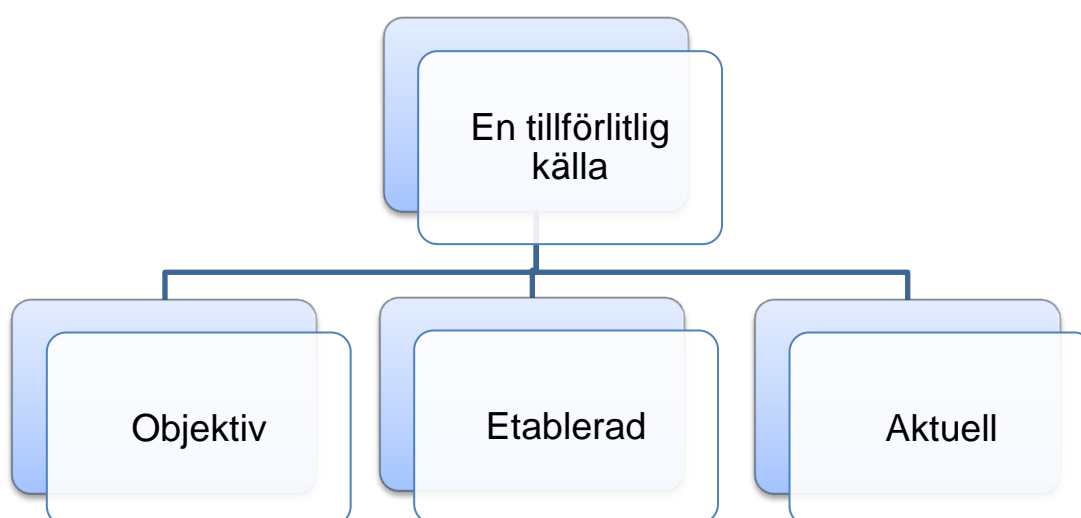 En tillförlitlig
källa
Objektiv
Etablerad
Aktuell